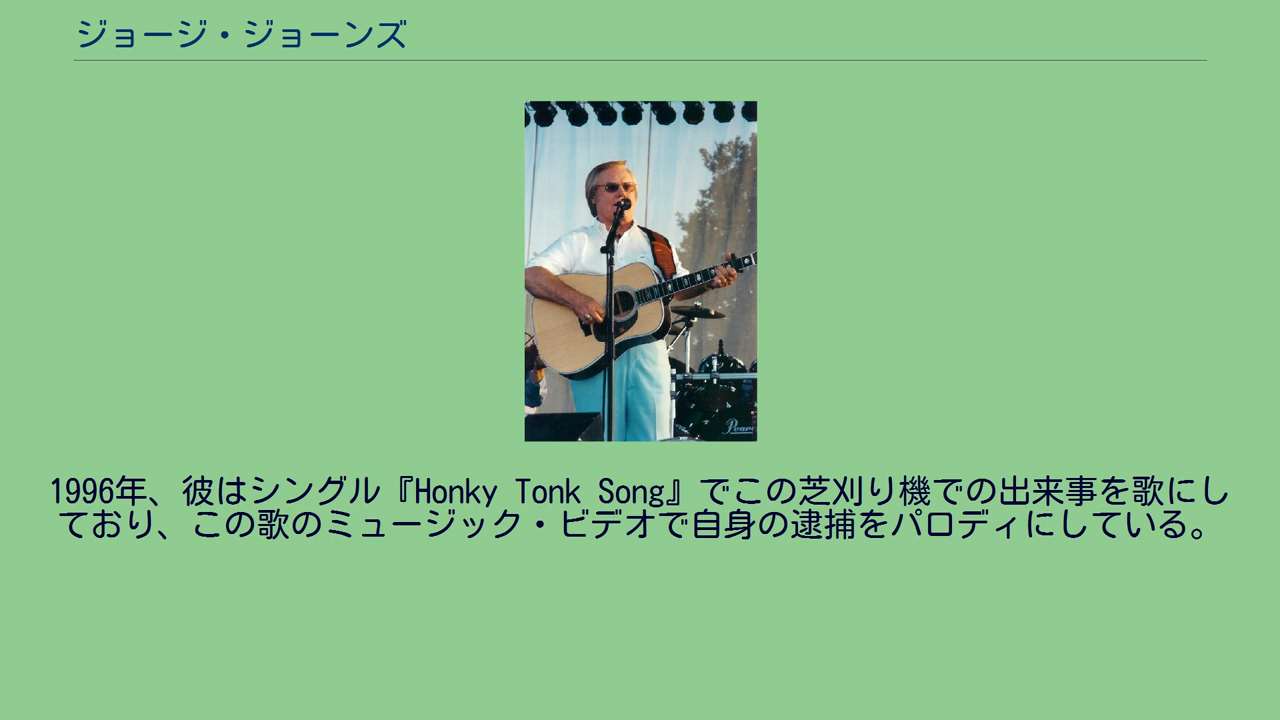 ジョージ・ジョーンズ
1996年、彼はシングル『Honky Tonk Song』でこの芝刈り機での出来事を歌にし
ており、この歌のミュージック・ビデオで自身の逮捕をパロディにしている。